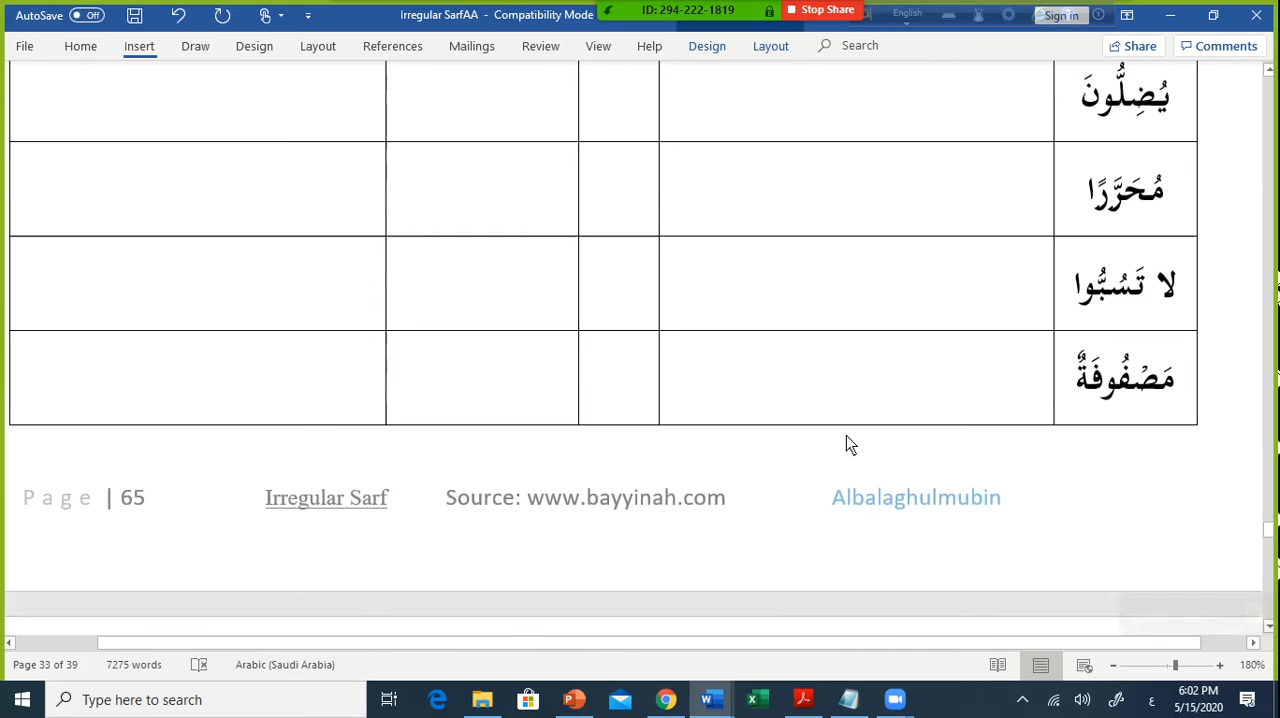 AutoSave Off
Irregular SarfAA - Compatibility Mode
ID: 294-222-1819
Stop Share
English
Sign in
File Home Insert Draw Design Layout References Mailings Review View Help Design Layout Search Share Comments
يُضِلُّونَ
مُحَرَّرًا
لا تَسُبُّوا
مَصْفُوفَةٌ
Page | 65 Irregular Sarf Source: www.bayyinah.com Albalaghulmubin
Page 33 of 39 7275 words Arabic (Saudi Arabia) 180%
Type here to search
ع
6:02 PM
5/15/2020